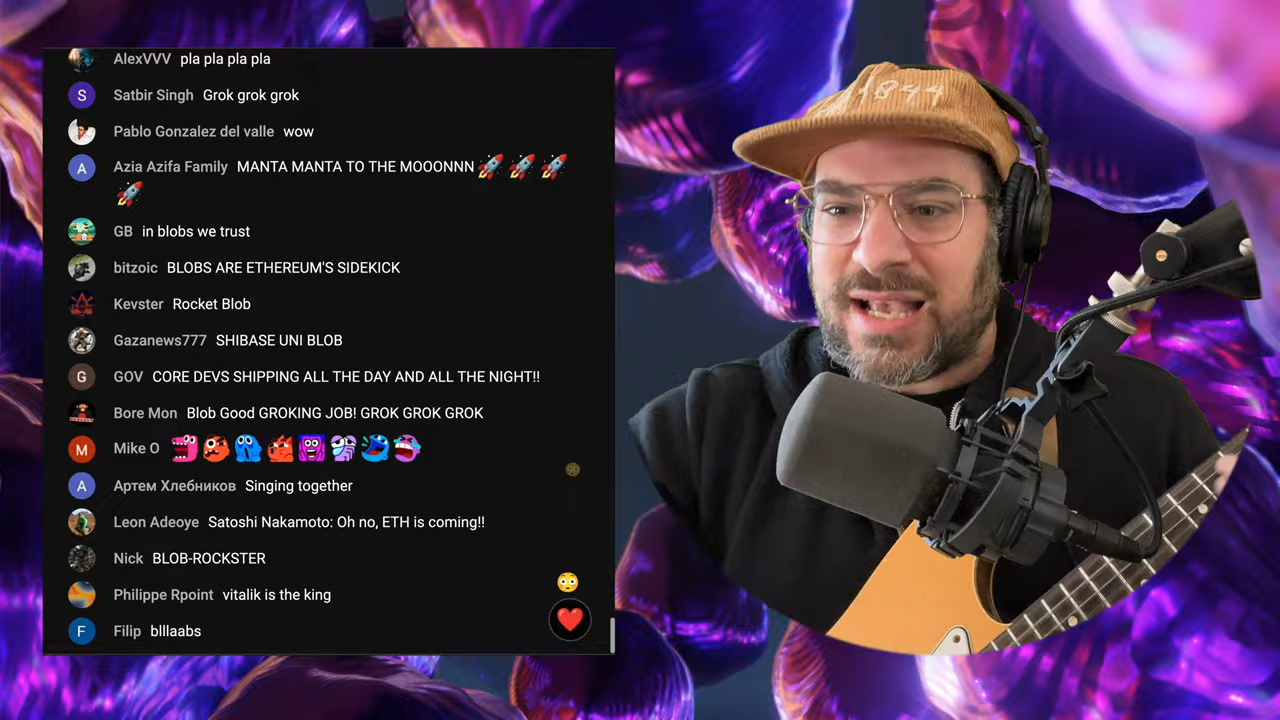 AlexVVV pla pla pla pla
S Satbir Singh Grok grok grok
Pablo Gonzalez del valle wow
A Azia Azifa Family MANTA MANTA TO THE MOOONNN 🚀 🚀 🚀
🚀
GB in blobs we trust
bitzoic BLOBS ARE ETHEREUM'S SIDEKICK
Kevster Rocket Blob
Gazanews777 SHIBASE UNI BLOB
G GOV CORE DEVS SHIPPING ALL THE DAY AND ALL THE NIGHT!!
Bore Mon Blob Good GROKING JOB! GROK GROK GROK
M Mike O
A Артем Хлебников Singing together
Leon Adeoye Satoshi Nakamoto: Oh no, ETH is coming!!
Nick BLOB-ROCKSTER
Philippe Rpoint vitalik is the king
F Filip blllaabs
1844